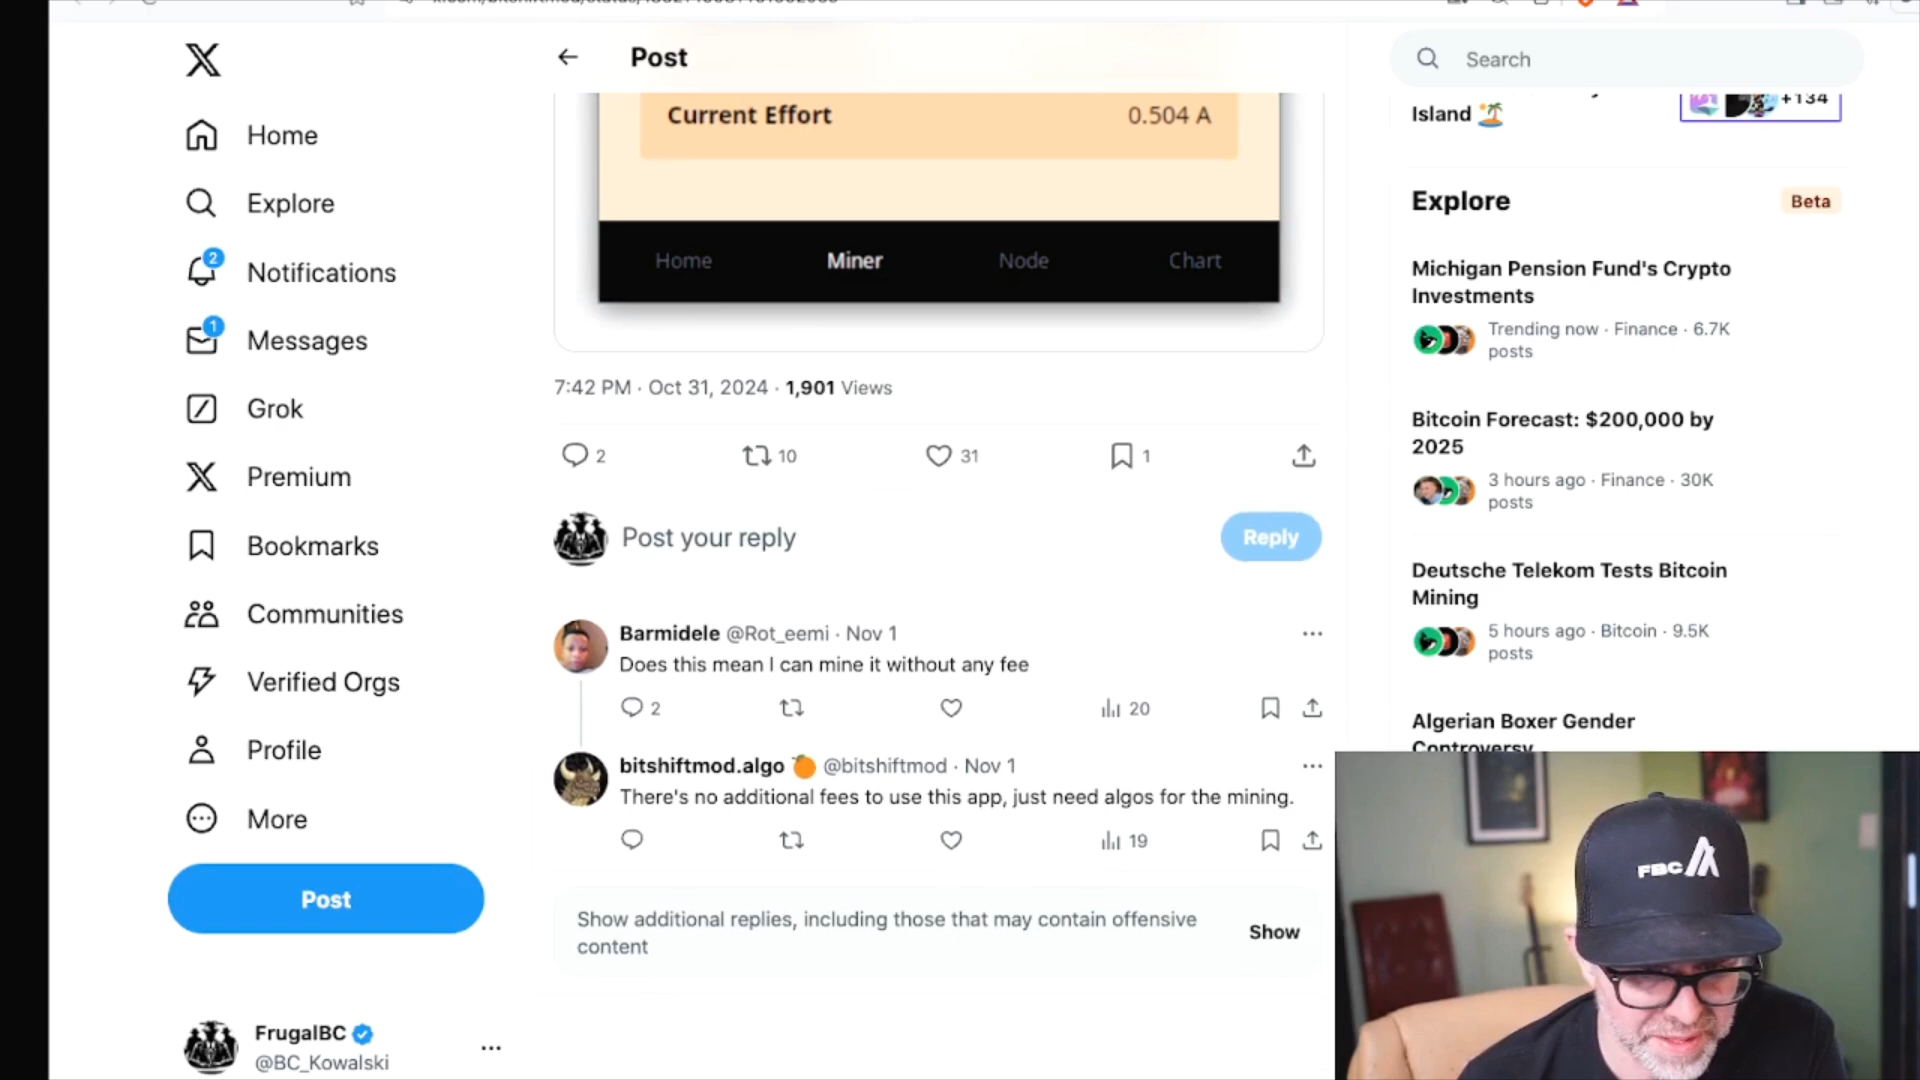 Home
Explore
2
Notifications
1
Messages
Grok
Premium
Bookmarks
Communities
Verified Orgs
Profile
More
Post
FrugalBC
@BC_Kowalski
Post
Current Effort 0.504 A
Home Miner Node Chart
7:42 PM · Oct 31, 2024 · 1,901 Views
2 10 31 1
Post your reply
Reply
Barmidele @Rot_eemi · Nov 1
Does this mean I can mine it without any fee
2 20
bitshiftmod.algo @bitshiftmod · Nov 1
There's no additional fees to use this app, just need algos for the mining.
19
Show additional replies, including those that may contain offensive
content
Show
Search
Island
+134
Explore
Beta
Michigan Pension Fund's Crypto
Investments
Trending now · Finance · 6.7K
posts
Bitcoin Forecast: $200,000 by
2025
3 hours ago · Finance · 30K
posts
Deutsche Telekom Tests Bitcoin
Mining
5 hours ago · Bitcoin · 9.5K
posts
Algerian Boxer Gender
Controversy
FBC